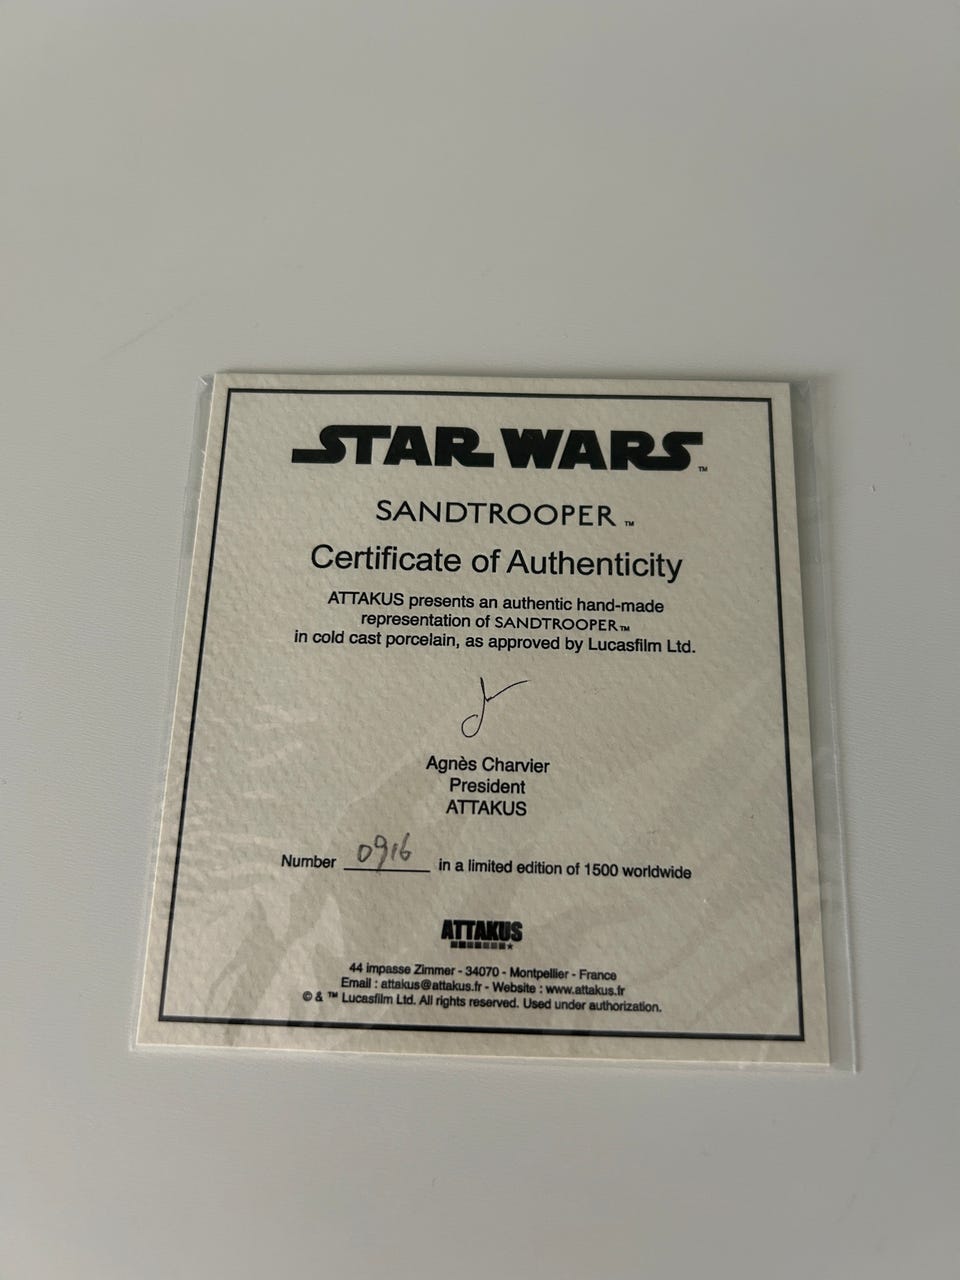 STAR WARS™
SANDTROOPER™
Certificate of Authenticity
ATTAKUS presents an authentic hand-made
representation of SANDTROOPER™
in cold cast porcelain, as approved by Lucasfilm Ltd.
Agnès Charvier
President
ATTAKUS
Number 0916 in a limited edition of 1500 worldwide
ATTAKUS
44 impasse Zimmer - 34070 - Montpellier - France
Email : attakus@attakus.fr - Website : www.attakus.fr
© & ™ Lucasfilm Ltd. All rights reserved. Used under authorization.